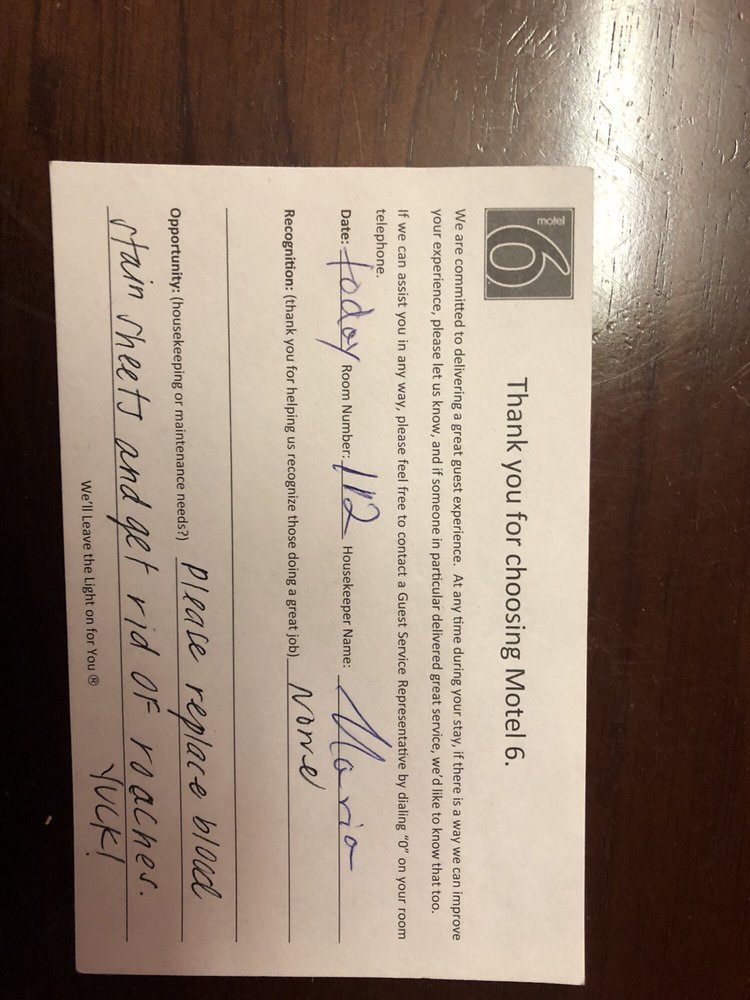 motel
6
Thank you for choosing Motel 6.
We are committed to delivering a great guest experience. At any time during your stay, if there is a way we can improve
your experience, please let us know, and if someone in particular delivered great service, we'd like to know that too.
If we can assist you in any way, please feel free to contact a Guest Service Representative by dialing "0" on your room
telephone.
Date: today Room Number: 112 Housekeeper Name: Maria
Recognition: (thank you for helping us recognize those doing a great job) None
Opportunity: (housekeeping or maintenance needs?) please replace blood
stain sheets and get rid of roaches.
YUCK!
We'll Leave the Light on for You ®